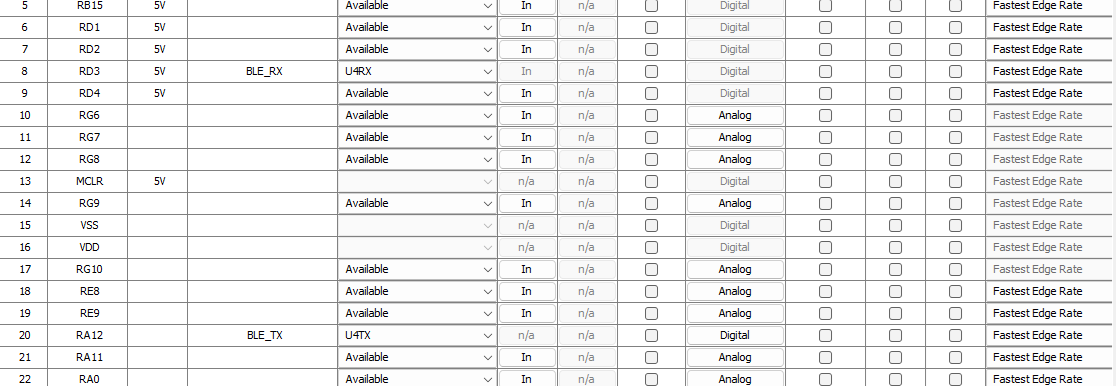 5 RB15 5V Available In n/a Digital Fastest Edge Rate
6 RD1 5V Available In n/a Digital Fastest Edge Rate
7 RD2 5V Available In n/a Digital Fastest Edge Rate
8 RD3 5V BLE_RX U4RX In n/a Digital Fastest Edge Rate
9 RD4 5V Available In n/a Digital Fastest Edge Rate
10 RG6 Available In n/a Analog Fastest Edge Rate
11 RG7 Available In n/a Analog Fastest Edge Rate
12 RG8 Available In n/a Analog Fastest Edge Rate
13 MCLR 5V n/a n/a Digital Fastest Edge Rate
14 RG9 Available In n/a Analog Fastest Edge Rate
15 VSS n/a n/a Digital Fastest Edge Rate
16 VDD n/a n/a Digital Fastest Edge Rate
17 RG10 Available In n/a Analog Fastest Edge Rate
18 RE8 Available In n/a Analog Fastest Edge Rate
19 RE9 Available In n/a Analog Fastest Edge Rate
20 RA12 BLE_TX U4TX n/a n/a Digital Fastest Edge Rate
21 RA11 Available In n/a Analog Fastest Edge Rate
22 RA0 Available In n/a Analog Fastest Edge Rate